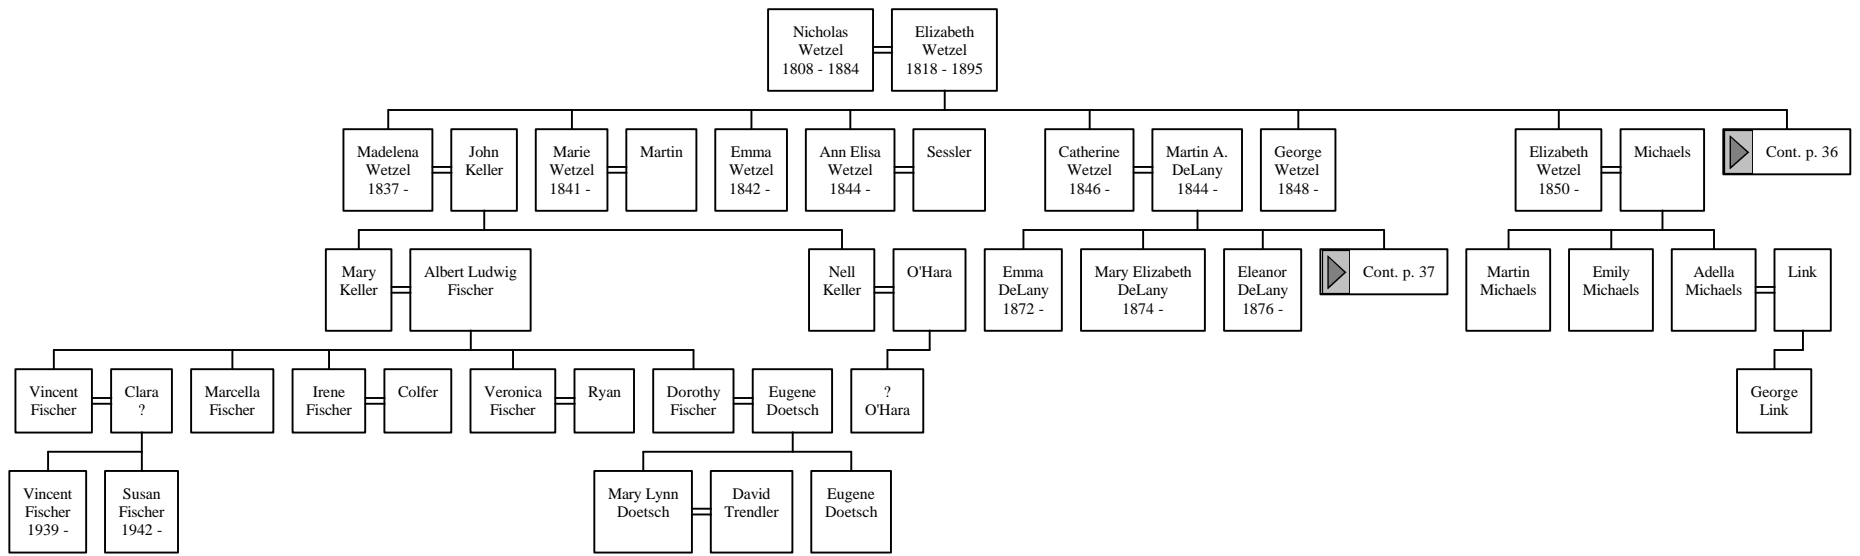 Nicholas
Wetzel
1808 - 1884
Elizabeth
Wetzel
1818 - 1895
Madelena
Wetzel
1837 -
John
Keller
Marie
Wetzel
1841 -
Martin
Emma
Wetzel
1842 -
Ann Elisa
Wetzel
1844 -
Sessler
Catherine
Wetzel
1846 -
Martin A.
DeLany
1844 -
George
Wetzel
1848 -
Elizabeth
Wetzel
1850 -
Michaels
Cont. p. 36
Mary
Keller
Albert Ludwig
Fischer
Nell
Keller
O'Hara
Emma
DeLany
1872 -
Mary Elizabeth
DeLany
1874 -
Eleanor
DeLany
1876 -
Cont. p. 37
Martin
Michaels
Emily
Michaels
Adella
Michaels
Link
Vincent
Fischer
Clara
?
Marcella
Fischer
Irene
Fischer
Colfer
Veronica
Fischer
Ryan
Dorothy
Fischer
Eugene
Doetsch
?
O'Hara
George
Link
Vincent
Fischer
1939 -
Susan
Fischer
1942 -
Mary Lynn
Doetsch
David
Trendler
Eugene
Doetsch